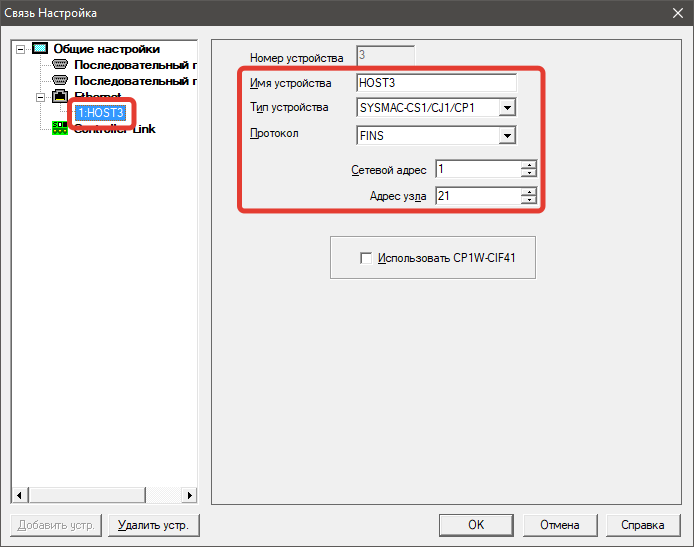 Связь Настройка
Общие настройки
Последовательный г
Последовательный г
Ethernet
1:HOST3
Controller Link
Номер устройства 3
Имя устройства HOST3
Тип устройства SYSMAC-CS1/CJ1/CP1
Протокол FINS
Сетевой адрес 1
Адрес узла 21
Использовать CP1W-CIF41
Добавить устр. Удалить устр. OK Отмена Справка